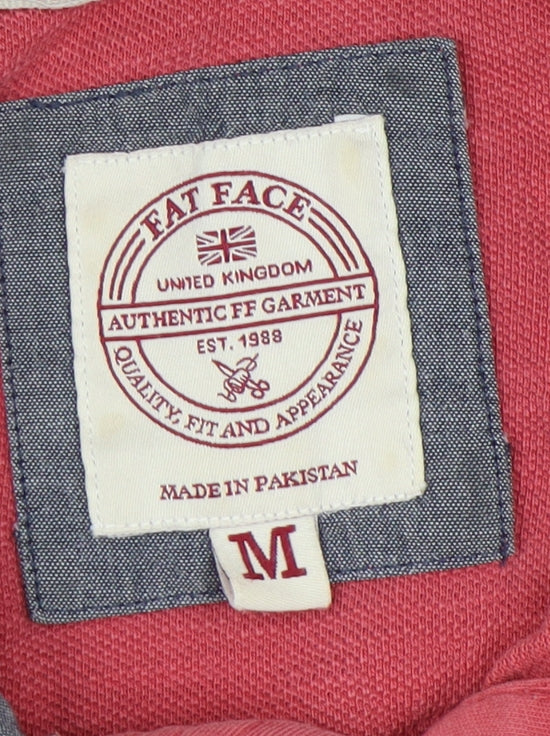 FAT FACE
UNITED KINGDOM
AUTHENTIC FF GARMENT
EST. 1988
QUALITY, FIT AND APPEARANCE
MADE IN PAKISTAN
M